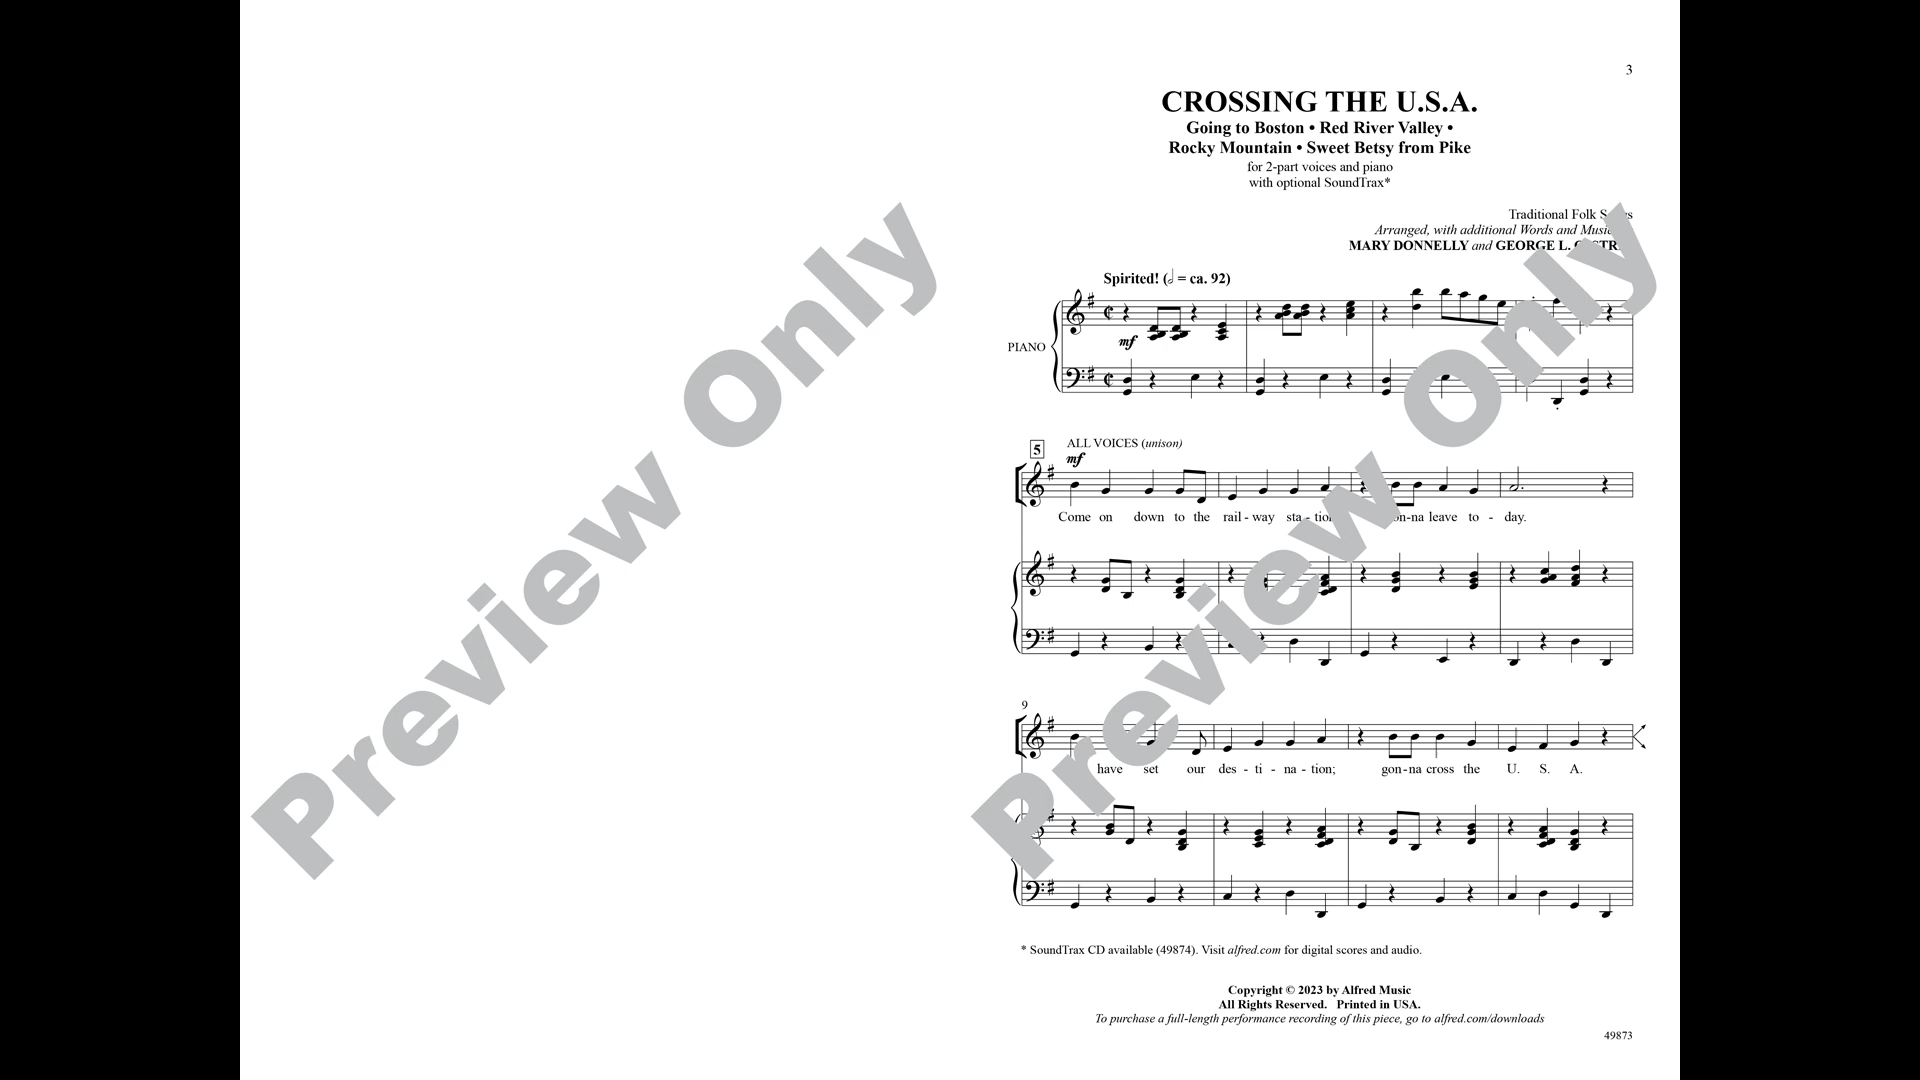 3
CROSSING THE U.S.A.
Going to Boston • Red River Valley •
Rocky Mountain • Sweet Betsy from Pike
for 2-part voices and piano
with optional SoundTrax*
Traditional Folk
Arranged, with additional Words and Music
MARY DONNELLY and GEORGE L.
Spirited! (𝅗𝅥 = ca. 92)
PIANO
mf
5
ALL VOICES (unison)
mf
Come on down to the rail - way sta - leave to - day.
9
have set our des - ti - na - tion; gon - na cross the U. S. A.
* SoundTrax CD available (49874). Visit alfred.com for digital scores and audio.
Copyright © 2023 by Alfred Music
All Rights Reserved. Printed in USA.
To purchase a full-length performance recording of this piece, go to alfred.com/downloads
49873
Preview Only
Preview Only